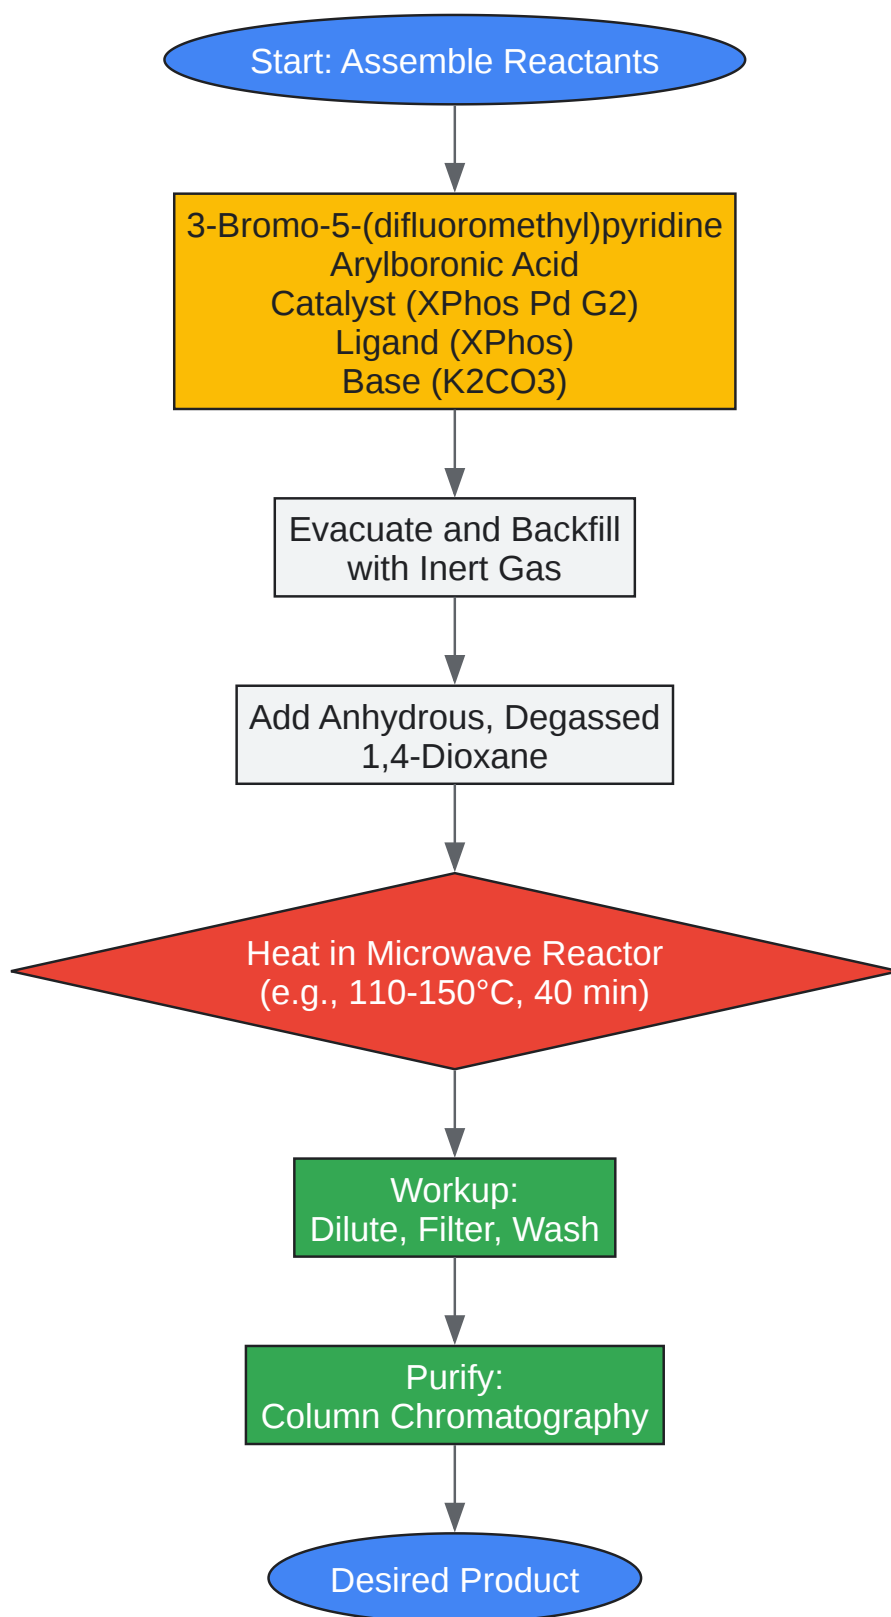 Start: Assemble Reactants
3-Bromo-5-(difluoromethyl)pyridine
Arylboronic Acid
Catalyst (XPhos Pd G2)
Ligand (XPhos)
Base (K2CO3)
Evacuate and Backfill
with Inert Gas
Add Anhydrous, Degassed
1,4-Dioxane
Heat in Microwave Reactor
(e.g., 110-150°C, 40 min)
Workup:
Dilute, Filter, Wash
Purify:
Column Chromatography
Desired Product